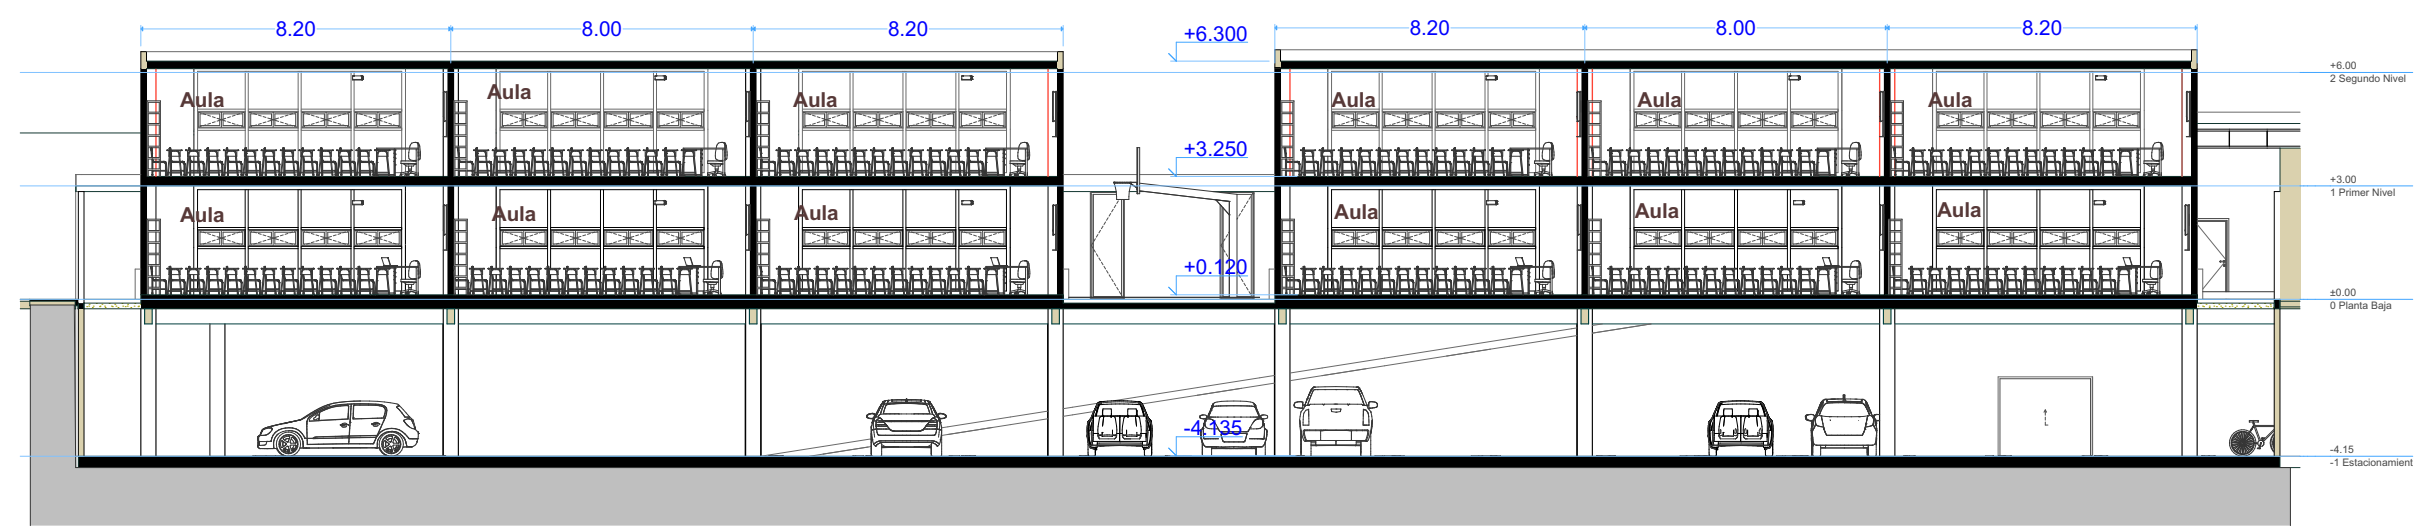 8.20 8.00 8.20 +6.300 8.20 8.00 8.20
+6.00
2 Segundo Nivel
Aula Aula Aula Aula Aula Aula
+3.250
+3.00
1 Primer Nivel
Aula Aula Aula Aula Aula Aula
+0.120
±0.00
0 Planta Baja
-4.135
-4.15
-1 Estacionamient